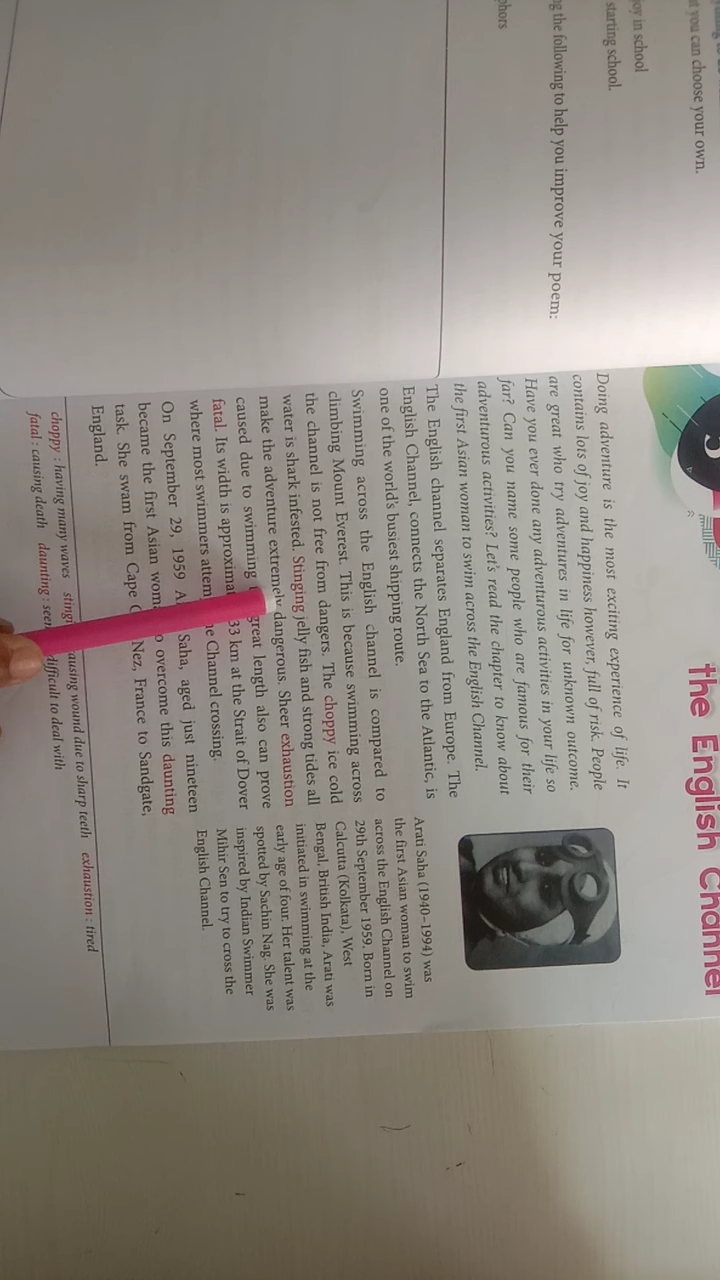 at you can choose your own.
joy in school
starting school.
ng the following to help you improve your poem:
phors
the English Channel
Doing adventure is the most exciting experience of life. It
contains lots of joy and happiness however, full of risk. People
are great who try adventures in life for unknown outcome.
Have you ever done any adventurous activities in your life so
far? Can you name some people who are famous for their
adventurous activities? Let's read the chapter to know about
the first Asian woman to swim across the English Channel.
The English channel separates England from Europe. The
English Channel, connects the North Sea to the Atlantic, is
one of the world's busiest shipping route.
Swimming across the English channel is compared to
climbing Mount Everest. This is because swimming across
the channel is not free from dangers. The choppy ice cold
water is shark infested. Stinging jelly fish and strong tides all
make the adventure extremely dangerous. Sheer exhaustion
caused due to swimming great length also can prove
fatal. Its width is 33 km at the Strait of Dover
where most swimmers Channel crossing.
On September 29, 1959 Saha, aged just nineteen
became the first Asian overcome this daunting
task. She swam from Cape Nez, France to Sandgate,
England.
Arati Saha (1940–1994) was
the first Asian woman to swim
across the English Channel on
29th September 1959. Born in
Calcutta (Kolkata), West
Bengal, British India, Arati was
initiated in swimming at the
early age of four. Her talent was
spotted by Sachin Nag. She was
inspired by Indian Swimmer
Mihir Sen to try to cross the
English Channel.
choppy : having many waves wound due to sharp teeth exhaustion : tired
fatal : causing death daunting : difficult to deal with